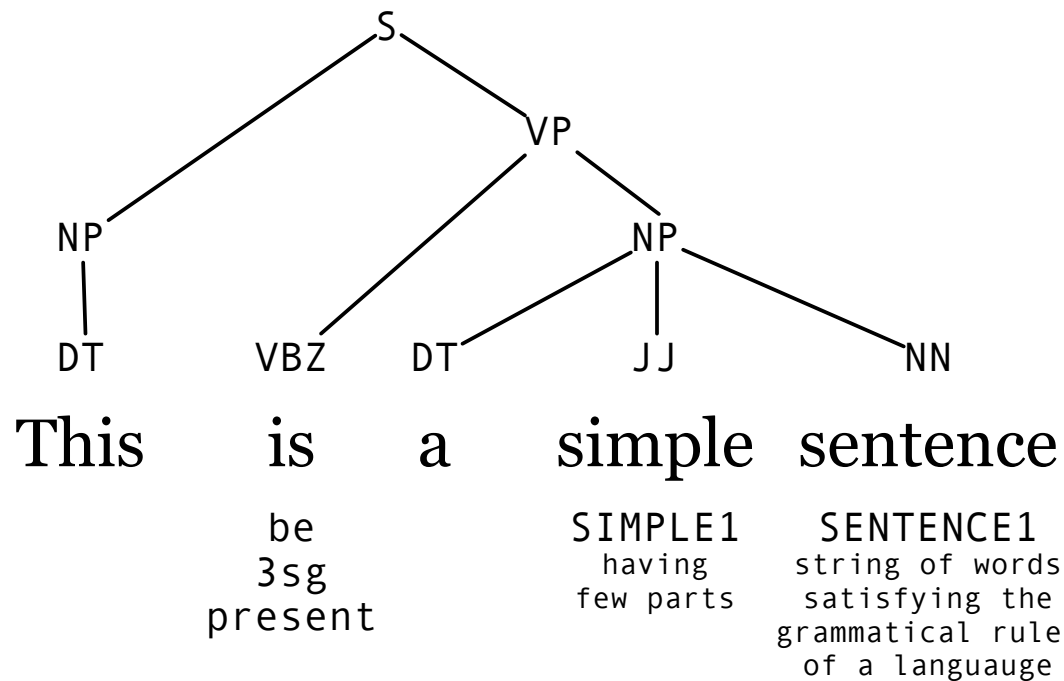 S
VP
NP NP
DT VBZ DT JJ NN
This is a simple sentence
be SIMPLE1 SENTENCE1
3sg having string of words
present few parts satisfying the
grammatical rule
of a languauge